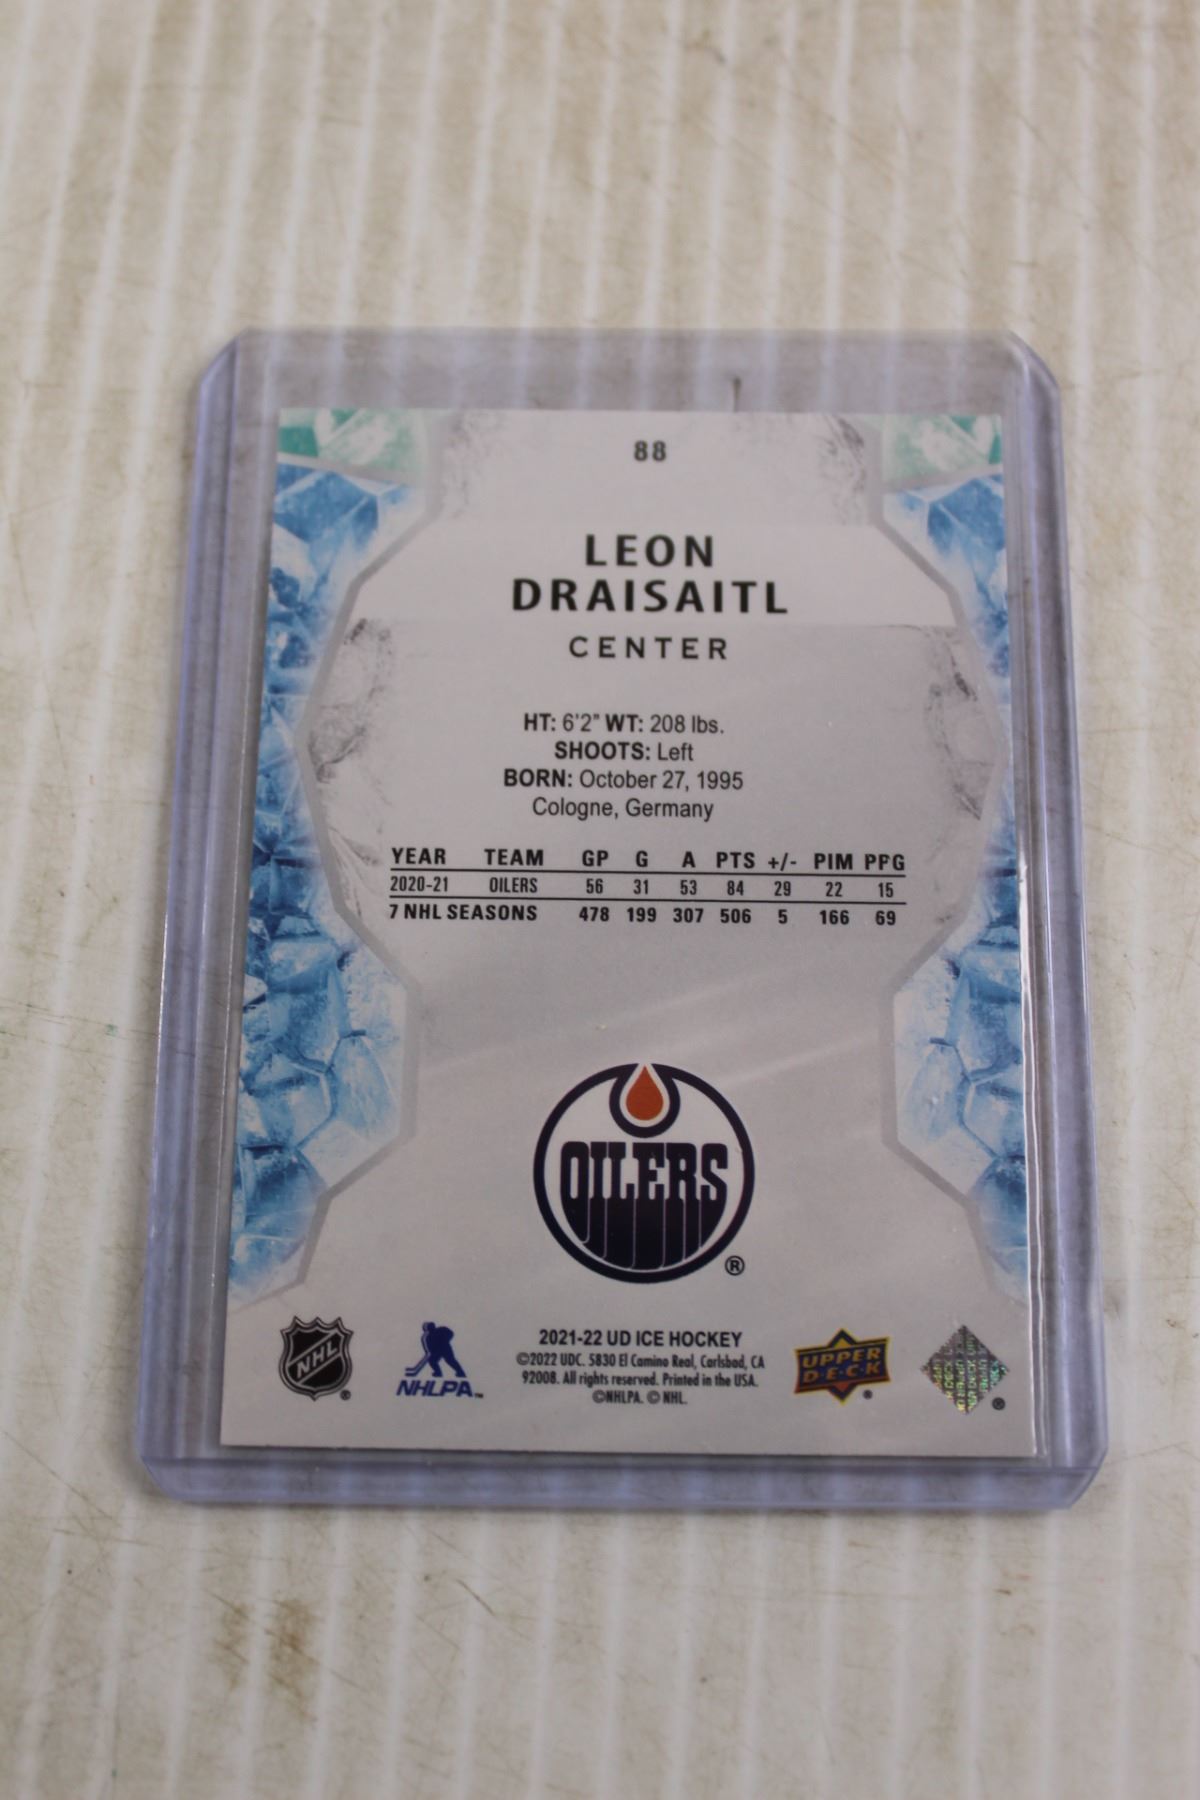 88
LEON
DRAISAITL
CENTER
HT: 6'2" WT: 208 lbs.
SHOOTS: Left
BORN: October 27, 1995
Cologne, Germany
YEAR TEAM GP G A PTS +/- PIM PPG
2020-21 OILERS 56 31 53 84 29 22 15
7 NHL SEASONS 478 199 307 506 5 166 69
OILERS
®
NHL
®
NHLPA™
2021-22 UD ICE HOCKEY
©2022 UDC. 5830 El Camino Real, Carlsbad, CA
92008. All rights reserved. Printed in the USA.
©NHLPA. © NHL.
UPPER
D·E·C·K
®
®